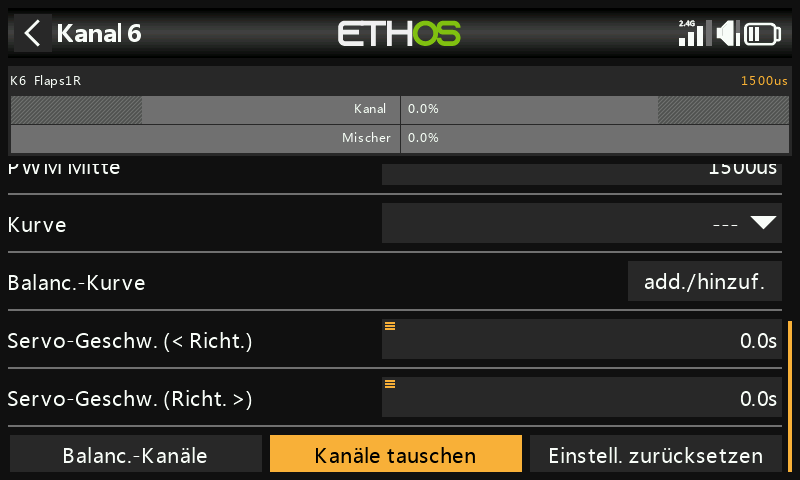 Kanal 6
ETHOS
2.4G
K6 Flaps1R
1500us
Kanal 0.0%
Mischer 0.0%
PWM Mitte 1500us
Kurve ---
Balanc.-Kurve add./hinzuf.
Servo-Geschw. (< Richt.) 0.0s
Servo-Geschw. (Richt. >) 0.0s
Balanc.-Kanäle Kanäle tauschen Einstell. zurücksetzen